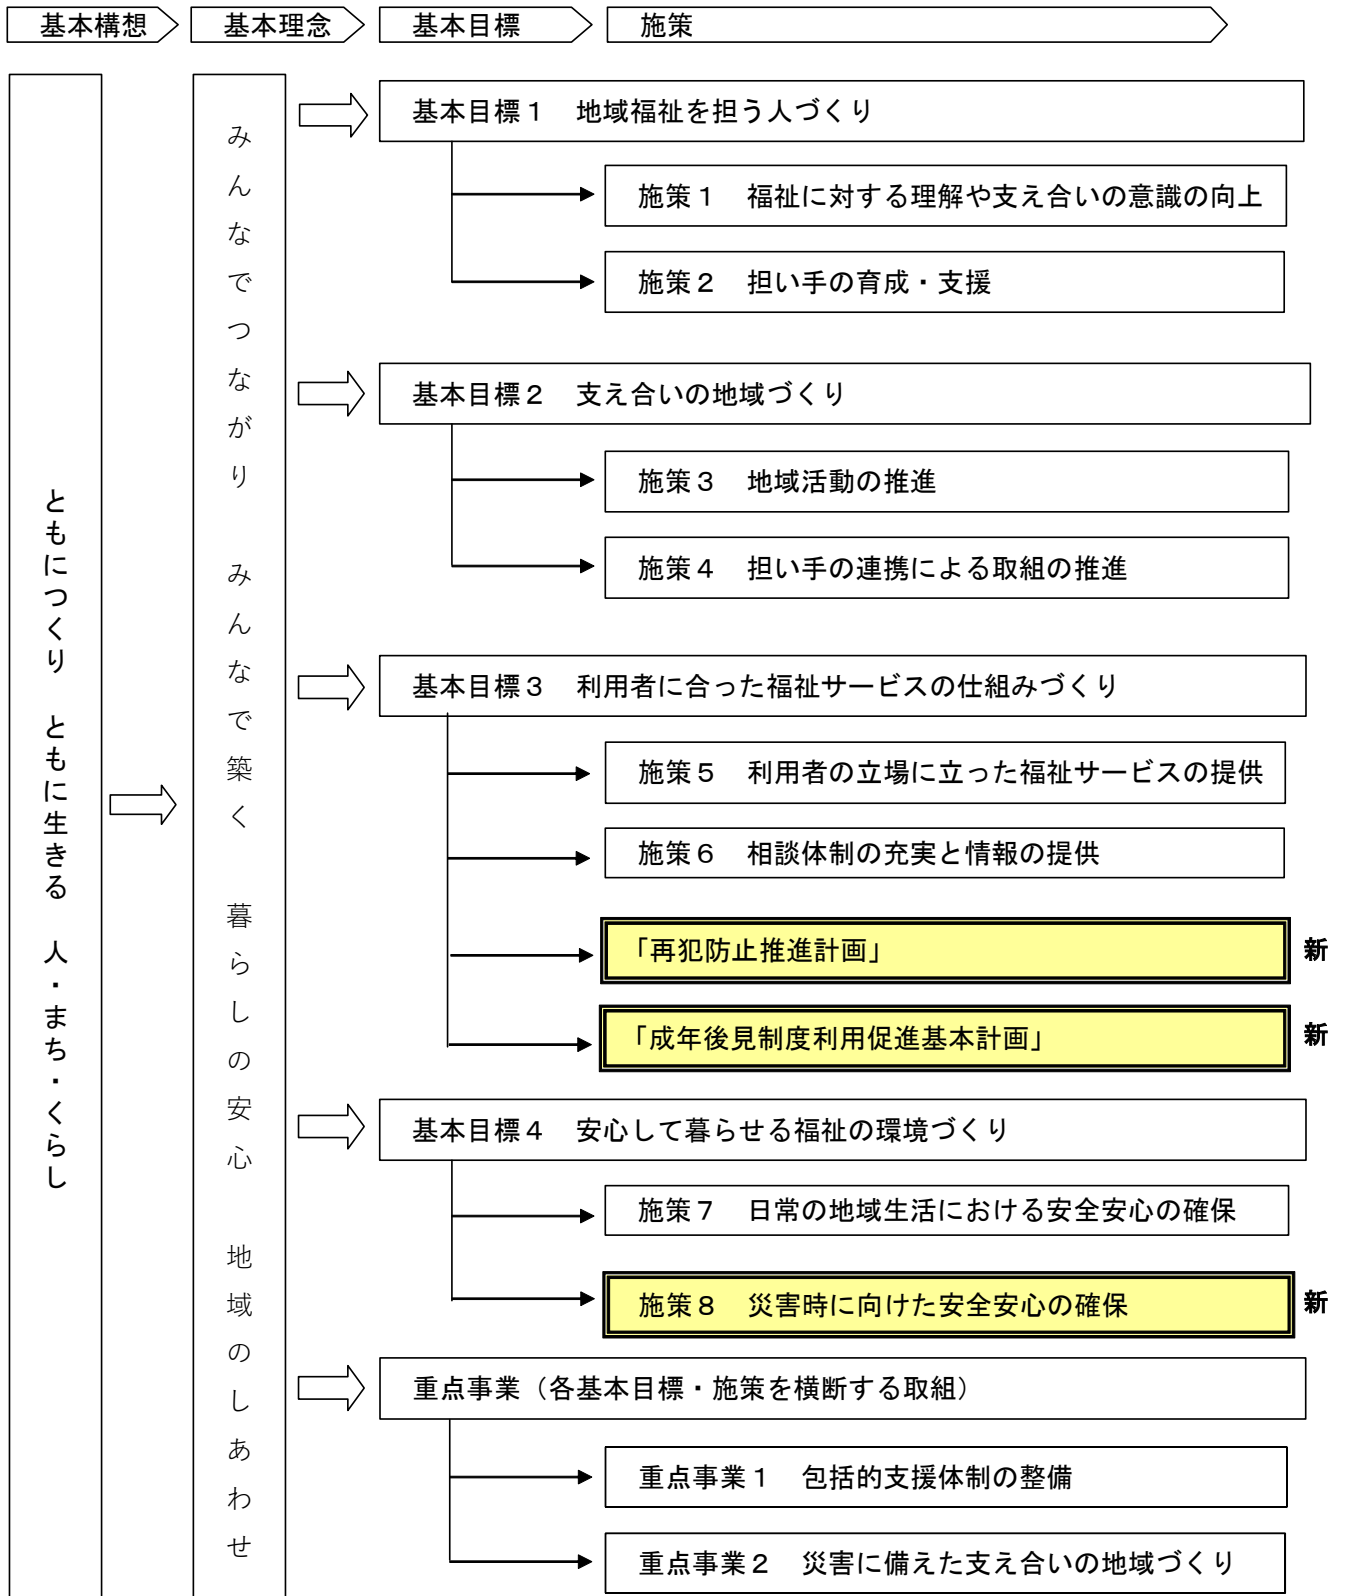 基本構想
基本理念
基本目標
施策
ともにつくり　ともに生きる　人・まち・くらし
みんなでつながり　みんなで築く　暮らしの安心　地域のしあわせ
基本目標１　地域福祉を担う人づくり
施策１　福祉に対する理解や支え合いの意識の向上
施策２　担い手の育成・支援
基本目標２　支え合いの地域づくり
施策３　地域活動の推進
施策４　担い手の連携による取組の推進
基本目標３　利用者に合った福祉サービスの仕組みづくり
施策５　利用者の立場に立った福祉サービスの提供
施策６　相談体制の充実と情報の提供
「再犯防止推進計画」　新
「成年後見制度利用促進基本計画」　新
基本目標４　安心して暮らせる福祉の環境づくり
施策７　日常の地域生活における安全安心の確保
施策８　災害時に向けた安全安心の確保　新
重点事業（各基本目標・施策を横断する取組）
重点事業１　包括的支援体制の整備
重点事業２　災害に備えた支え合いの地域づくり